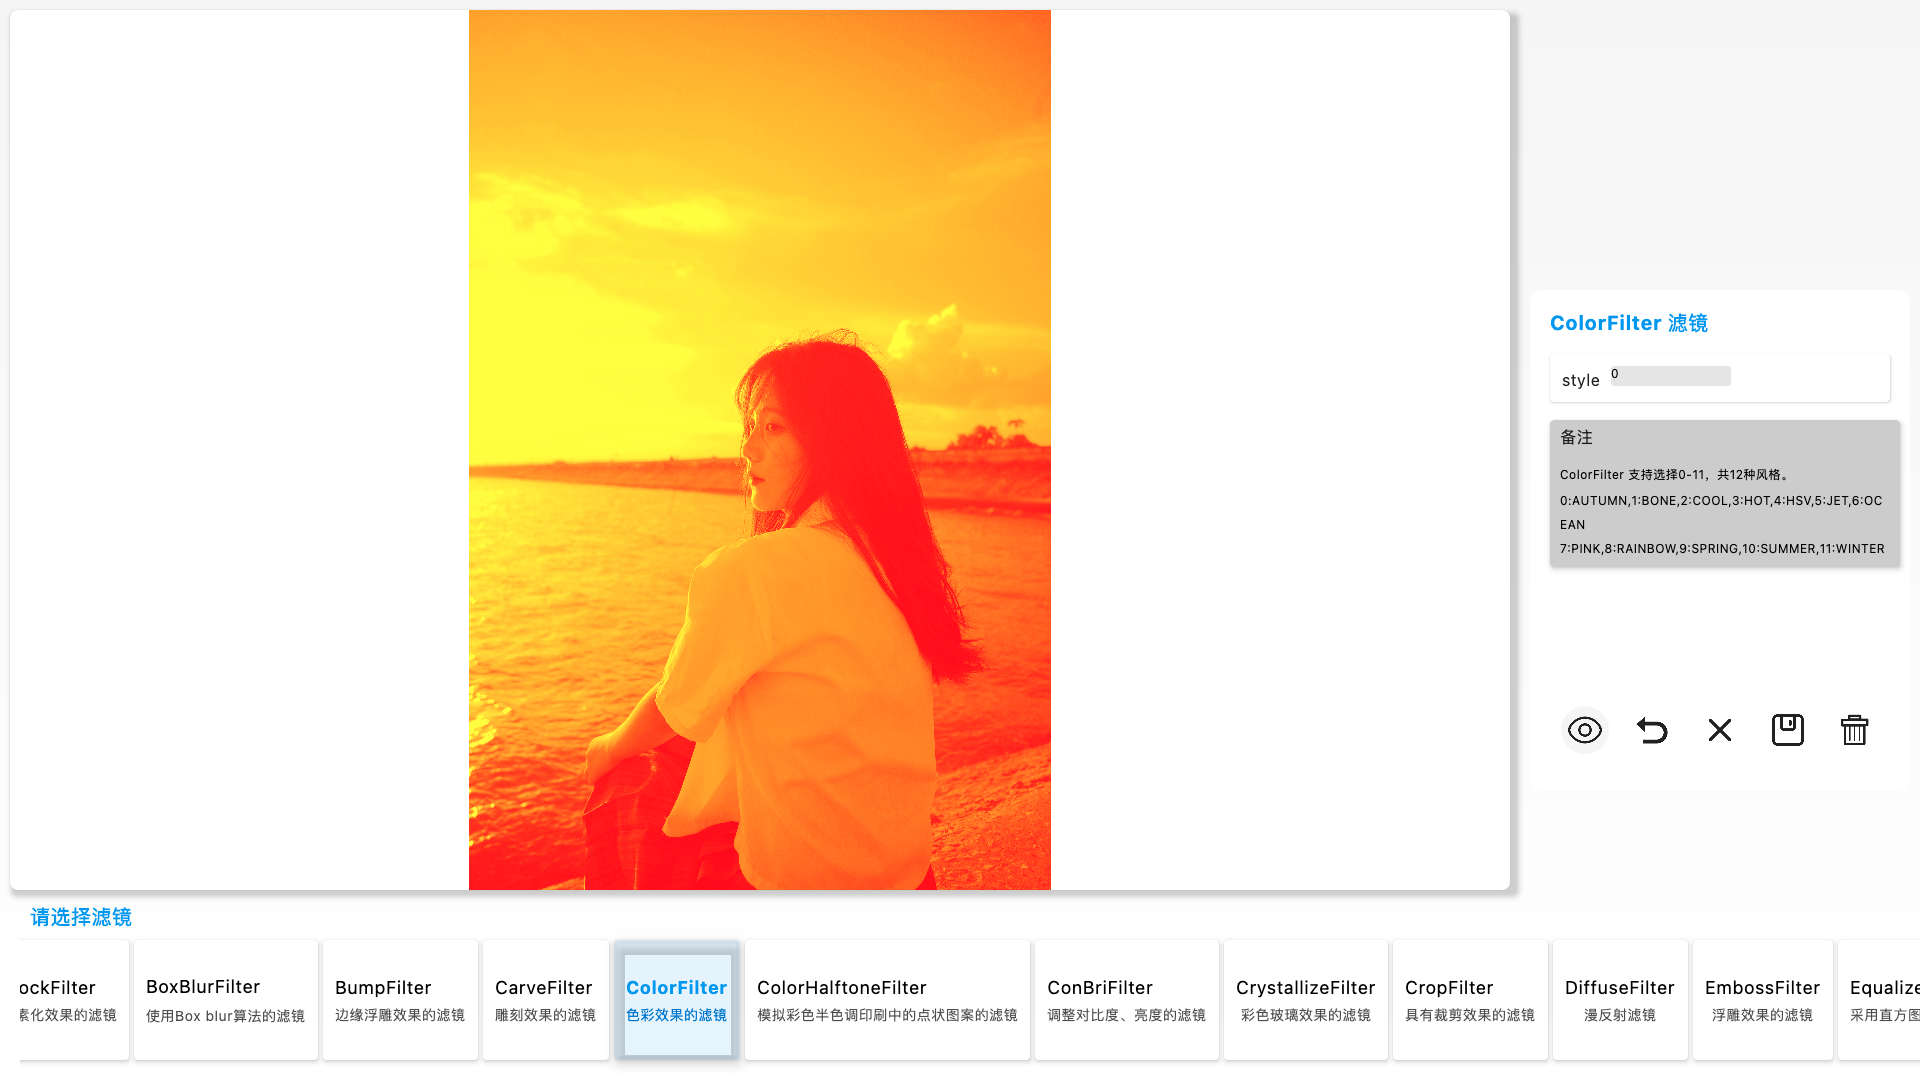 ColorFilter 滤镜
style 0
备注
ColorFilter 支持选择0-11，共12种风格。
0:AUTUMN,1:BONE,2:COOL,3:HOT,4:HSV,5:JET,6:OC
EAN
7:PINK,8:RAINBOW,9:SPRING,10:SUMMER,11:WINTER
请选择滤镜
ockFilter
素化效果的滤镜
BoxBlurFilter
使用Box blur算法的滤镜
BumpFilter
边缘浮雕效果的滤镜
CarveFilter
雕刻效果的滤镜
ColorFilter
色彩效果的滤镜
ColorHalftoneFilter
模拟彩色半色调印刷中的点状图案的滤镜
ConBriFilter
调整对比度、亮度的滤镜
CrystallizeFilter
彩色玻璃效果的滤镜
CropFilter
具有裁剪效果的滤镜
DiffuseFilter
漫反射滤镜
EmbossFilter
浮雕效果的滤镜
Equalize
采用直方图